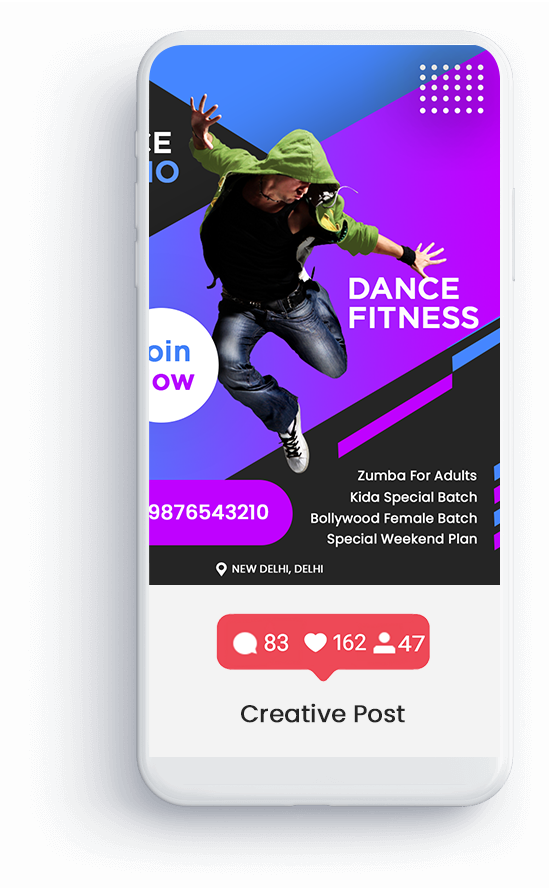 CE
IO
DANCE
FITNESS
oin
ow
Zumba For Adults
Kida Special Batch
Bollywood Female Batch
Special Weekend Plan
9876543210
NEW DELHI, DELHI
83 162 47
Creative Post